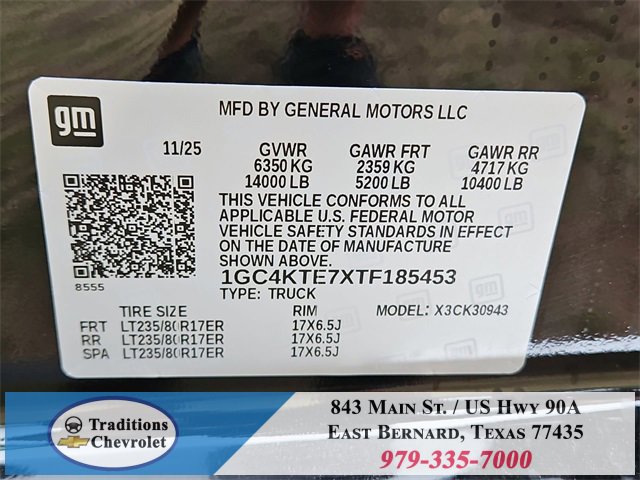 gm
MFD BY GENERAL MOTORS LLC
11/25 GVWR GAWR FRT GAWR RR
6350 KG 2359 KG 4717 KG
14000 LB 5200 LB 10400 LB
THIS VEHICLE CONFORMS TO ALL
APPLICABLE U.S. FEDERAL MOTOR
VEHICLE SAFETY STANDARDS IN EFFECT
ON THE DATE OF MANUFACTURE
SHOWN ABOVE.
8555
1GC4KTE7XTF185453
TYPE: TRUCK
TIRE SIZE RIM MODEL: X3CK30943
FRT LT235/80R17ER 17X6.5J
RR LT235/80R17ER 17X6.5J
SPA LT235/80R17ER 17X6.5J
Traditions
Chevrolet
843 Main St. / US Hwy 90A
East Bernard, Texas 77435
979-335-7000